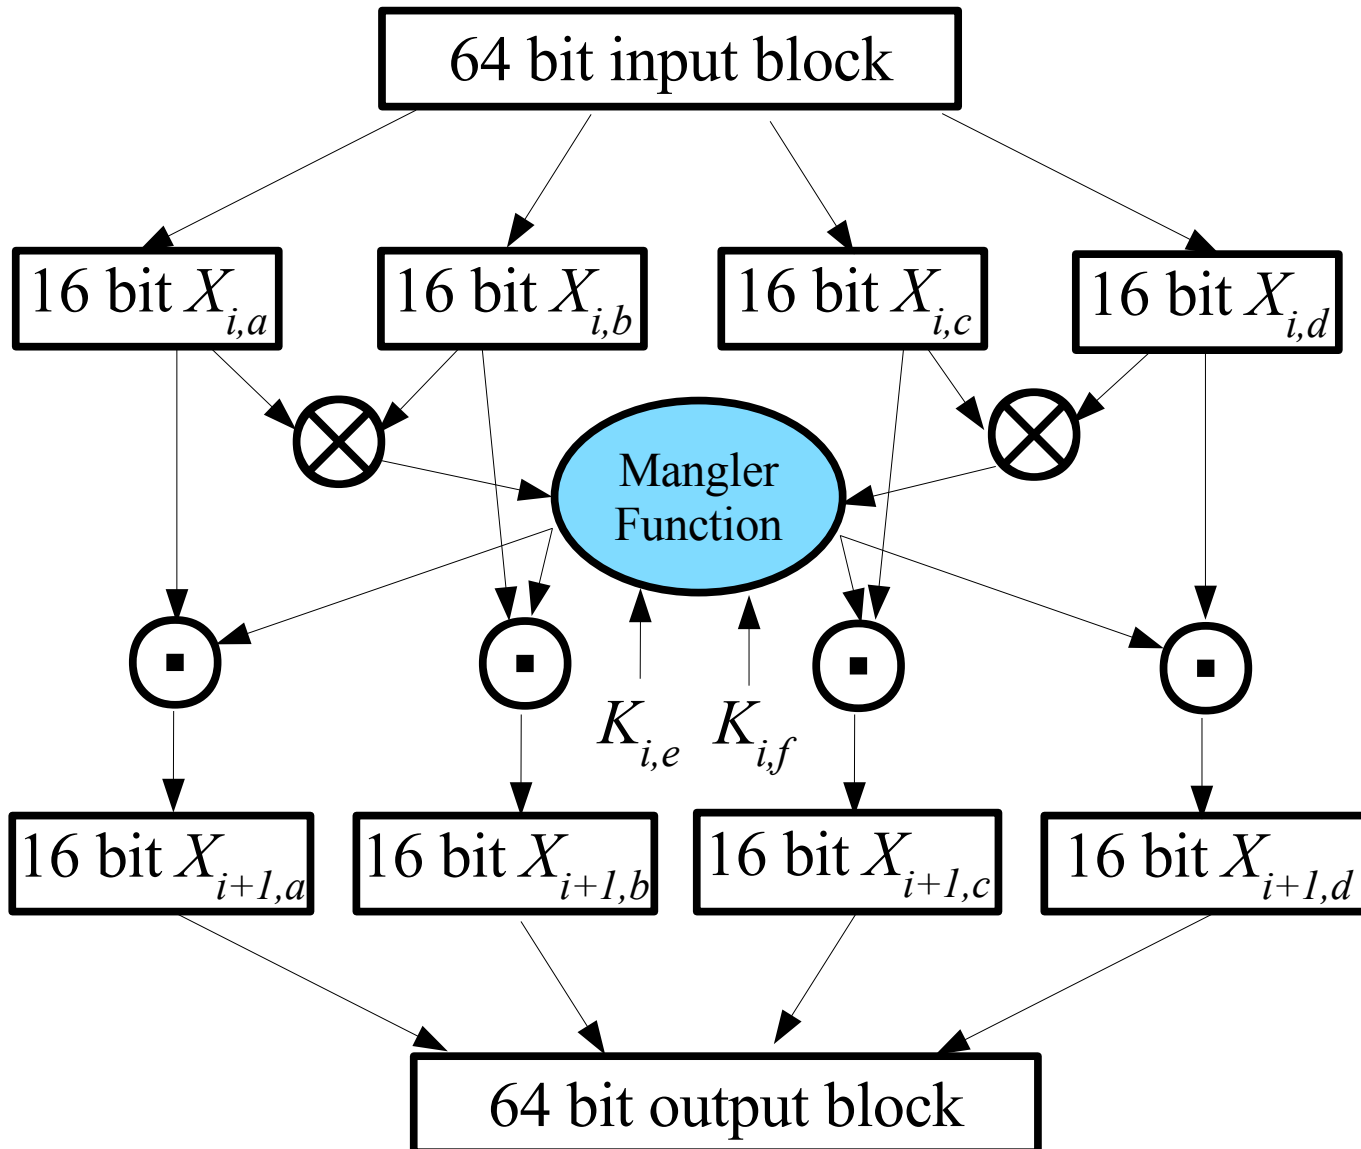 64 bit input block
16 bit X_{i,a}
16 bit X_{i,b}
16 bit X_{i,c}
16 bit X_{i,d}
Mangler
Function
K_{i,e}
K_{i,f}
16 bit X_{i+1,a}
16 bit X_{i+1,b}
16 bit X_{i+1,c}
16 bit X_{i+1,d}
64 bit output block